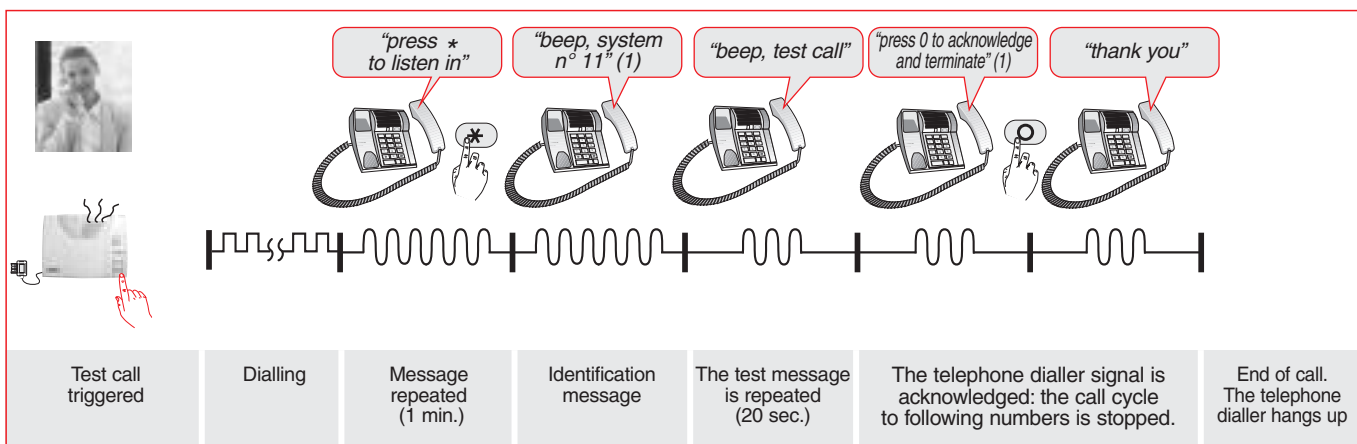 “press *
to listen in”
“beep, system
n° 11” (1)
“beep, test call”
“press 0 to acknowledge
and terminate” (1)
“thank you”
*
O
Test call
triggered
Dialling
Message
repeated
(1 min.)
Identification
message
The test message
is repeated
(20 sec.)
The telephone dialler signal is
acknowledged: the call cycle
to following numbers is stopped.
End of call.
The telephone
dialler hangs up